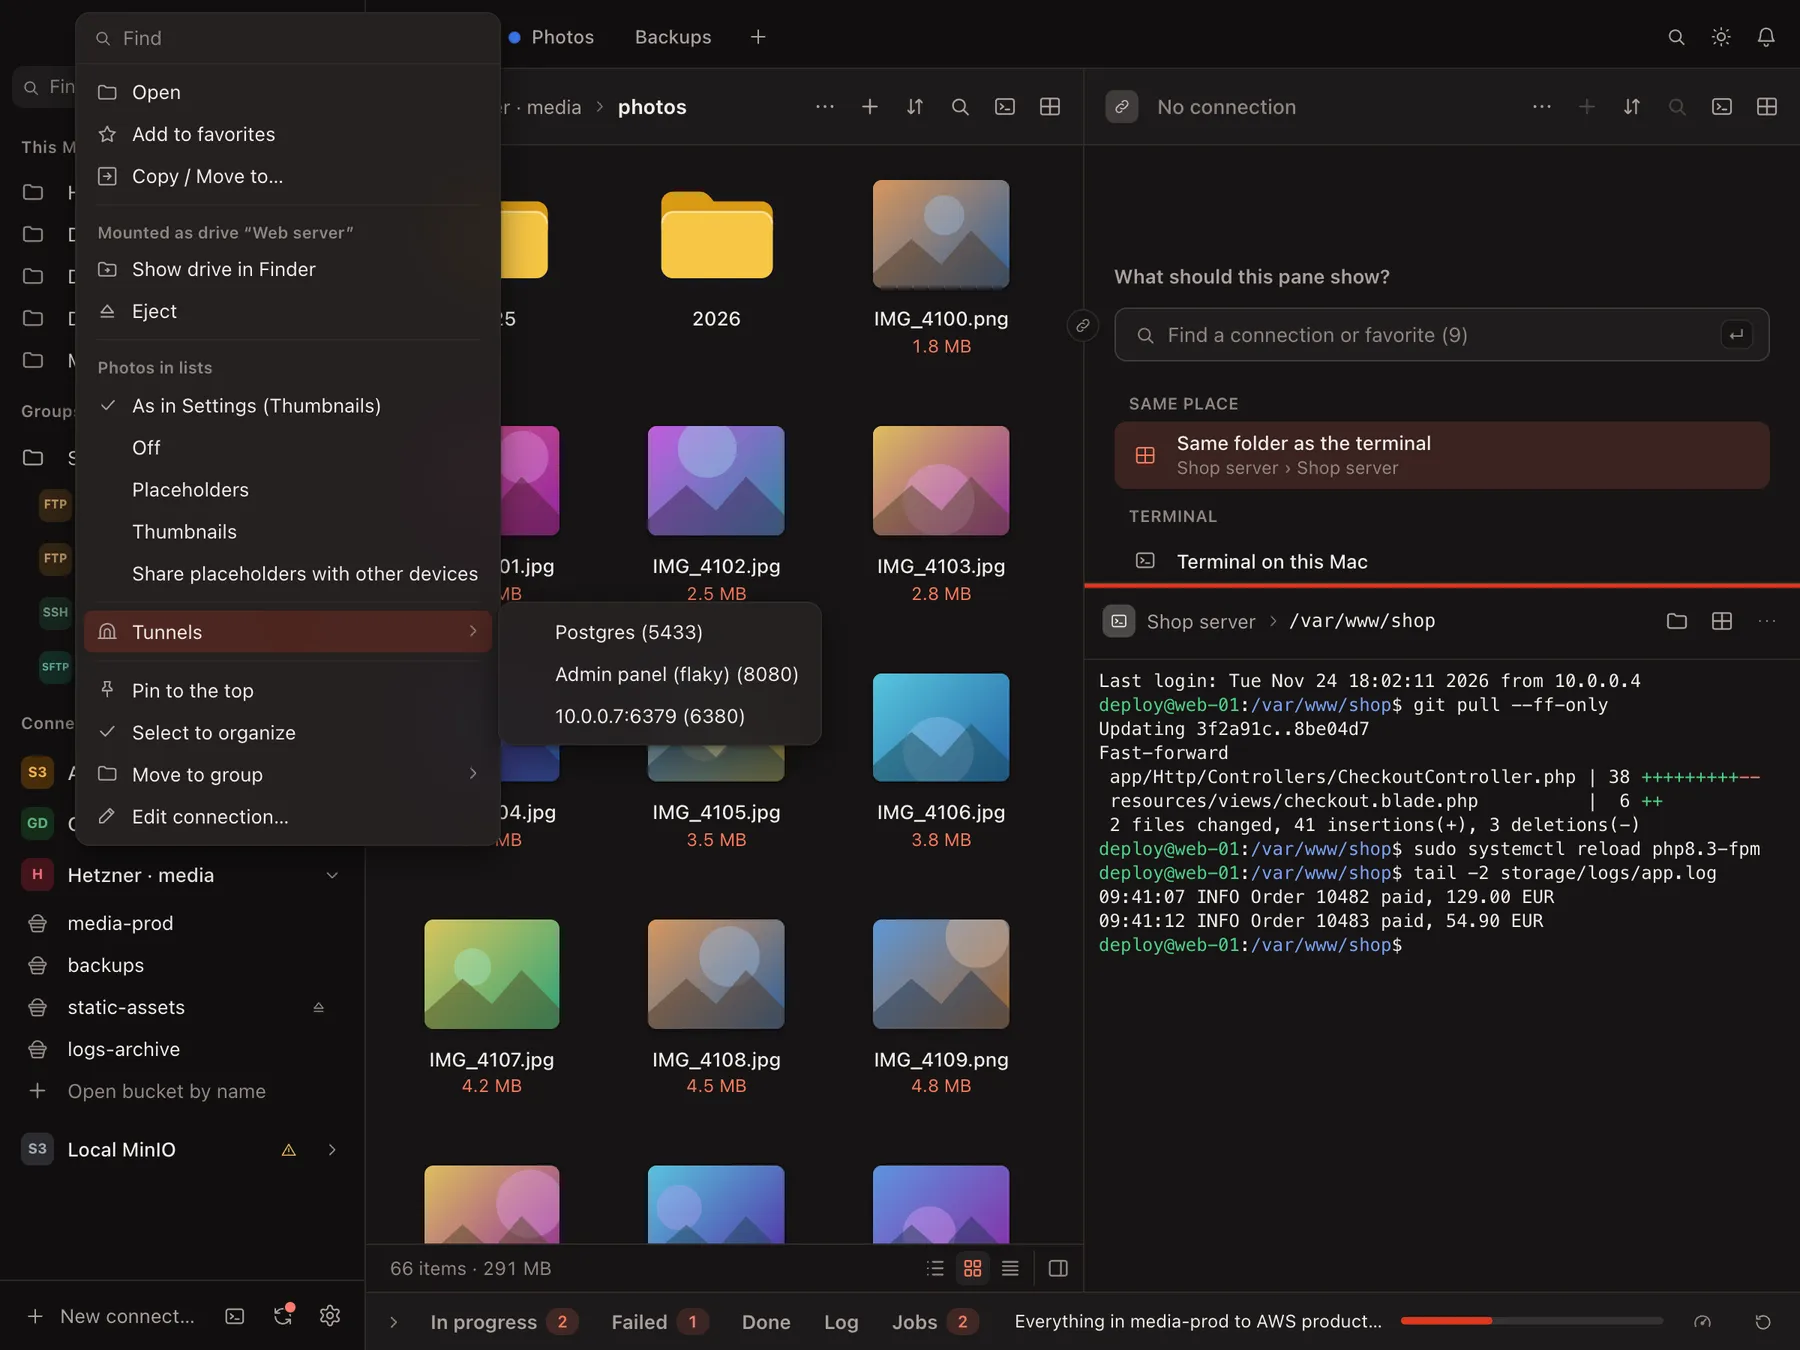 Find
Open
Add to favorites
Copy / Move to...
Mounted as drive “Web server”
Show drive in Finder
Eject
Photos in lists
As in Settings (Thumbnails)
Off
Placeholders
Thumbnails
Share placeholders with other devices
Tunnels
Pin to the top
Select to organize
Move to group
Edit connection...
Postgres (5433)
Admin panel (flaky) (8080)
10.0.0.7:6379 (6380)
This M
Groups
FTP
FTP
SSH
SFTP
Conne
S3
GD
H Hetzner · media
media-prod
backups
static-assets
logs-archive
Open bucket by name
S3 Local MinIO
New connect...
Photos
Backups
media
photos
2026
IMG_4100.png
1.8 MB
01.jpg
MB
IMG_4102.jpg
2.5 MB
IMG_4103.jpg
2.8 MB
04.jpg
MB
IMG_4105.jpg
3.5 MB
IMG_4106.jpg
3.8 MB
IMG_4107.jpg
4.2 MB
IMG_4108.jpg
4.5 MB
IMG_4109.png
4.8 MB
66 items · 291 MB
No connection
What should this pane show?
Find a connection or favorite (9)
SAME PLACE
Same folder as the terminal
Shop server › Shop server
TERMINAL
Terminal on this Mac
Shop server › /var/www/shop
Last login: Tue Nov 24 18:02:11 2026 from 10.0.0.4
deploy@web-01:/var/www/shop$ git pull --ff-only
Updating 3f2a91c..8be04d7
Fast-forward
app/Http/Controllers/CheckoutController.php | 38 +++++++++--
resources/views/checkout.blade.php | 6 ++
2 files changed, 41 insertions(+), 3 deletions(-)
deploy@web-01:/var/www/shop$ sudo systemctl reload php8.3-fpm
deploy@web-01:/var/www/shop$ tail -2 storage/logs/app.log
09:41:07 INFO Order 10482 paid, 129.00 EUR
09:41:12 INFO Order 10483 paid, 54.90 EUR
deploy@web-01:/var/www/shop$
In progress 2
Failed 1
Done
Log
Jobs 2
Everything in media-prod to AWS product...